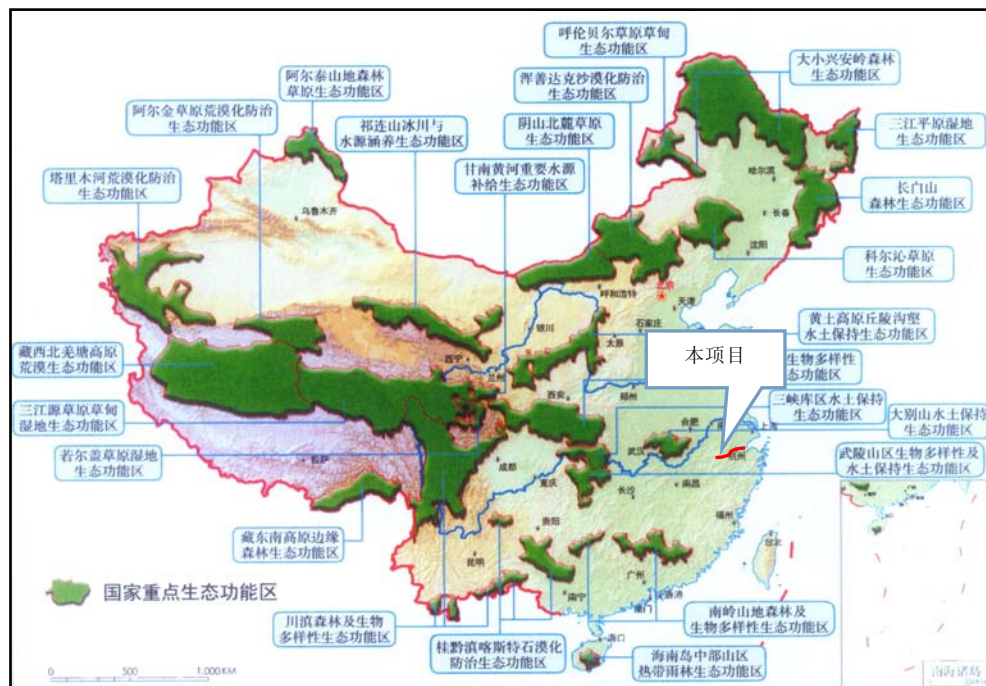 呼伦贝尔草原草甸
生态功能区
大小兴安岭森林
生态功能区
阿尔泰山地森林
草原生态功能区
浑善达克沙漠化防治
生态功能区
阿尔金草原荒漠化防治
生态功能区
祁连山冰川与
水源涵养生态功能区
阴山北麓草原
生态功能区
三江平原湿地
生态功能区
塔里木河荒漠化防治
生态功能区
甘南黄河重要水源
补给生态功能区
哈尔滨
长白山
森林生态功能区
乌鲁木齐
长春
沈阳
科尔沁草原
生态功能区
呼和浩特
北京
天津
银川
石家庄
太原
黄土高原丘陵沟壑
水土保持生态功能区
藏西北羌塘高原
荒漠生态功能区
西宁
兰州
本项目
生物多样性
生态功能区
西安
郑州
三峡库区水土保持
生态功能区
三江源草原草甸
湿地生态功能区
合肥
上海
大别山水土保持
生态功能区
武汉
杭州
若尔盖草原湿地
生态功能区
拉萨
成都
重庆
武陵山区生物多样性及
水土保持生态功能区
长沙
南昌
贵阳
福州
藏东南高原边缘
森林生态功能区
昆明
台北
国家重点生态功能区
南宁
广州
香港
澳门
川滇森林及生物
多样性生态功能区
桂黔滇喀斯特石漠化
防治生态功能区
南岭山地森林及
生物多样性生态功能区
海口
海南岛中部山区
热带雨林生态功能区
0 500 1,000 KM
南海诸岛